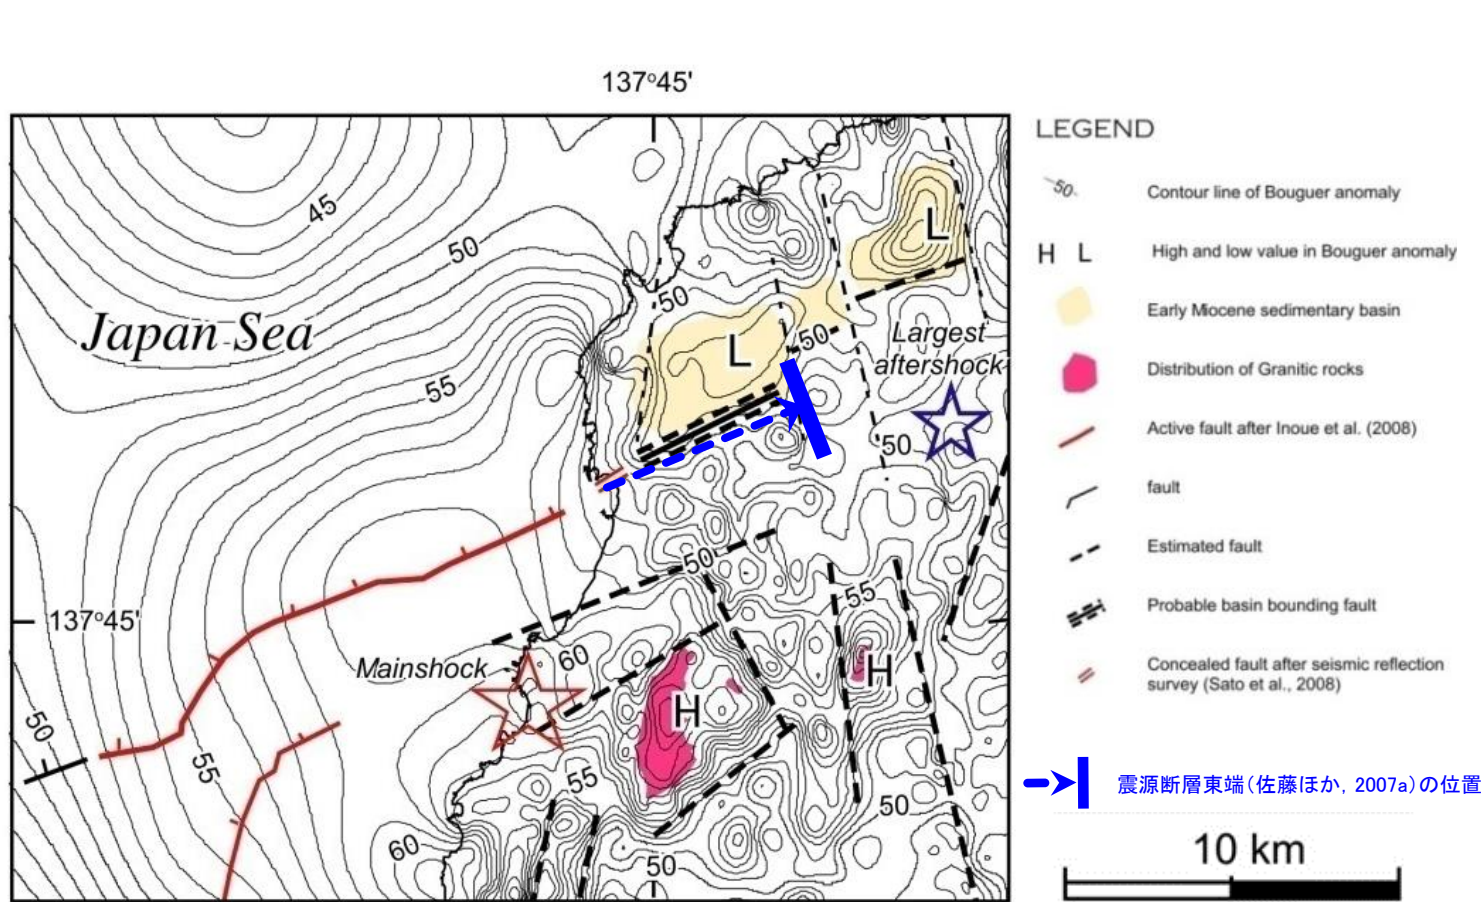 137°45'
45
50
50
Japan Sea
L
L
50
Largest
aftershock
55
50
50
55
137°45'
Mainshock
60
H
H
50
55
55
50
60
50
LEGEND
50
Contour line of Bouguer anomaly
H L High and low value in Bouguer anomaly
Early Miocene sedimentary basin
Distribution of Granitic rocks
Active fault after Inoue et al. (2008)
fault
Estimated fault
Probable basin bounding fault
Concealed fault after seismic reflection
survey (Sato et al., 2008)
震源断層東端（佐藤ほか，2007a）の位置
10 km